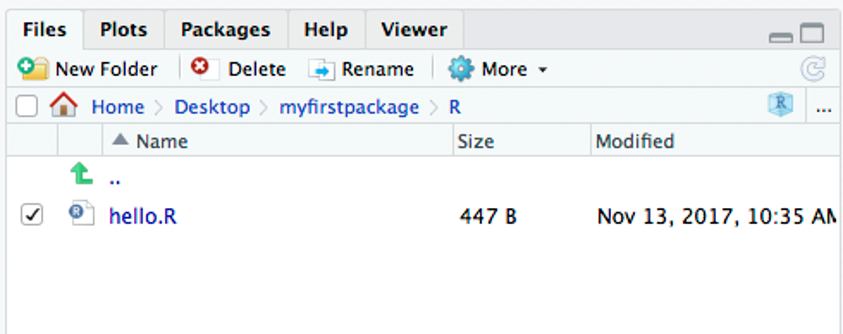 Files Plots Packages Help Viewer
New Folder Delete Rename More
Home Desktop myfirstpackage R ...
Name Size Modified
..
hello.R 447 B Nov 13, 2017, 10:35 AM